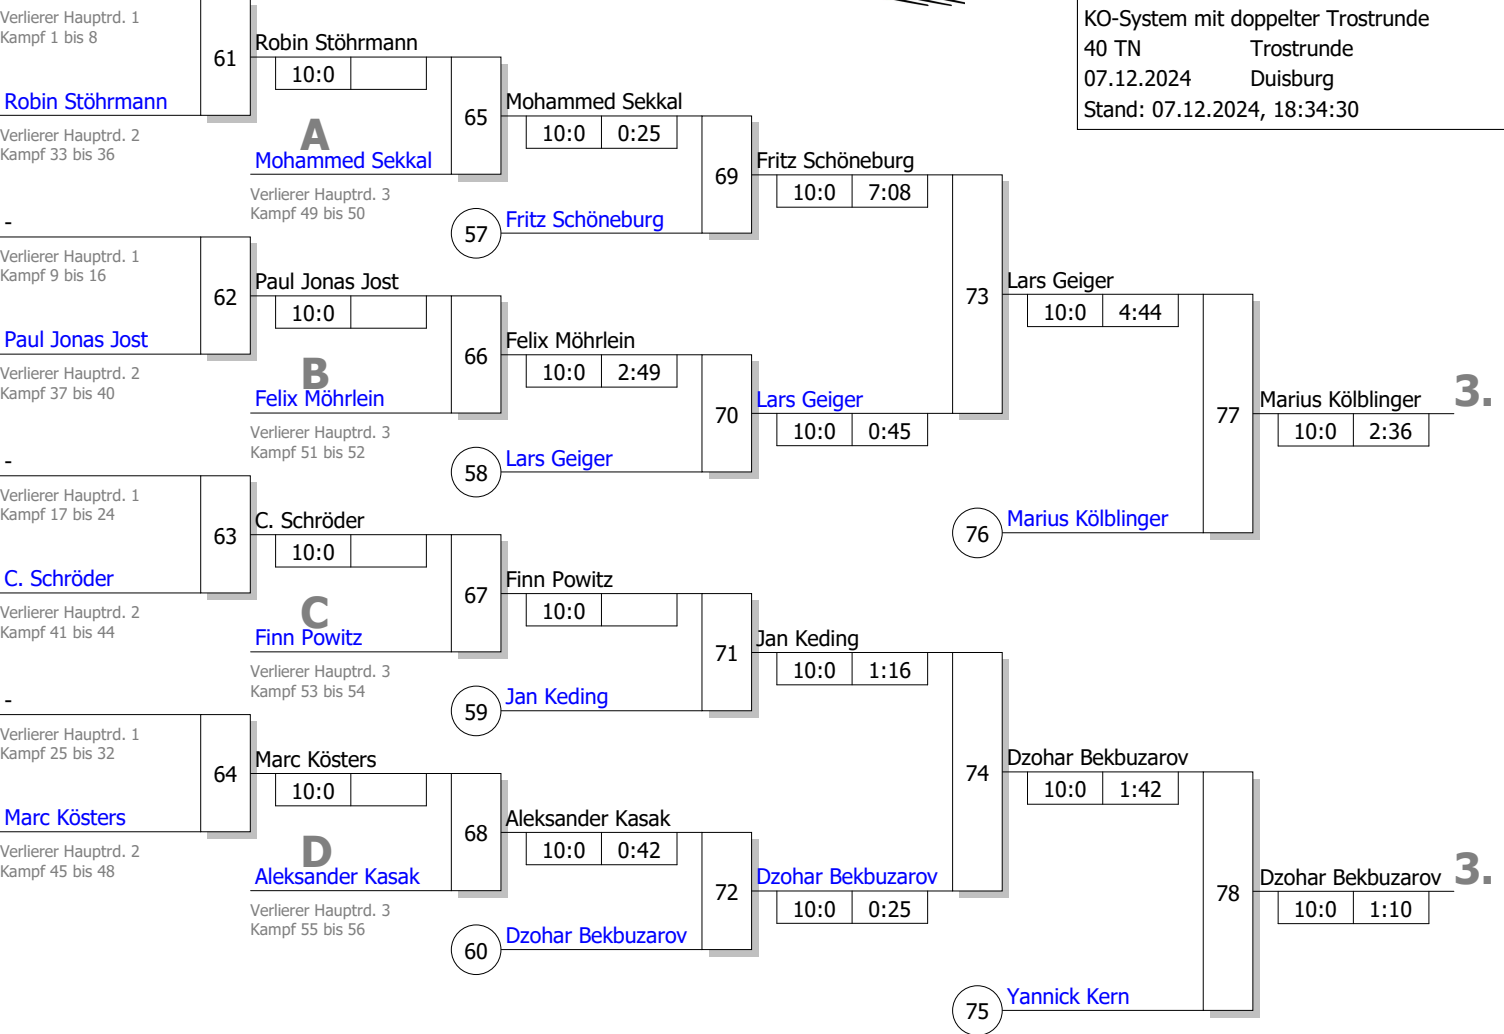 KO-System mit doppelter Trostrunde
40 TN Trostrunde
07.12.2024 Duisburg
Stand: 07.12.2024, 18:34:30
Verlierer Hauptrd. 1
Kampf 1 bis 8
61
Robin Stöhrmann
10:0
Robin Stöhrmann
Verlierer Hauptrd. 2
Kampf 33 bis 36
A
Mohammed Sekkal
Verlierer Hauptrd. 3
Kampf 49 bis 50
65
Mohammed Sekkal
10:0 0:25
57
Fritz Schöneburg
69
Fritz Schöneburg
10:0 7:08
-
Verlierer Hauptrd. 1
Kampf 9 bis 16
62
Paul Jonas Jost
10:0
Paul Jonas Jost
Verlierer Hauptrd. 2
Kampf 37 bis 40
B
Felix Möhrlein
Verlierer Hauptrd. 3
Kampf 51 bis 52
66
Felix Möhrlein
10:0 2:49
58
Lars Geiger
70
Lars Geiger
10:0 0:45
73
Lars Geiger
10:0 4:44
76
Marius Kölblinger
77
Marius Kölblinger
10:0 2:36
3.
-
Verlierer Hauptrd. 1
Kampf 17 bis 24
63
C. Schröder
10:0
C. Schröder
Verlierer Hauptrd. 2
Kampf 41 bis 44
C
Finn Powitz
Verlierer Hauptrd. 3
Kampf 53 bis 54
67
Finn Powitz
10:0
59
Jan Keding
71
Jan Keding
10:0 1:16
-
Verlierer Hauptrd. 1
Kampf 25 bis 32
64
Marc Kösters
10:0
Marc Kösters
Verlierer Hauptrd. 2
Kampf 45 bis 48
D
Aleksander Kasak
Verlierer Hauptrd. 3
Kampf 55 bis 56
68
Aleksander Kasak
10:0 0:42
60
Dzohar Bekbuzarov
72
Dzohar Bekbuzarov
10:0 0:25
74
Dzohar Bekbuzarov
10:0 1:42
75
Yannick Kern
78
Dzohar Bekbuzarov
10:0 1:10
3.